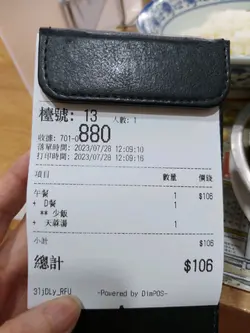 檯號: 13 人數: 1
收據: 701-0880
落單時間: 2023/07/28 12:09:10
打印時間: 2023/07/28 12:09:16
項目 數量 價錢
午餐 1 $106
+ D餐 1
** 少飯
+ 天麻湯 1
小計 $106
總計 $106
31jDLy_RFU -Powered by DimPOS-